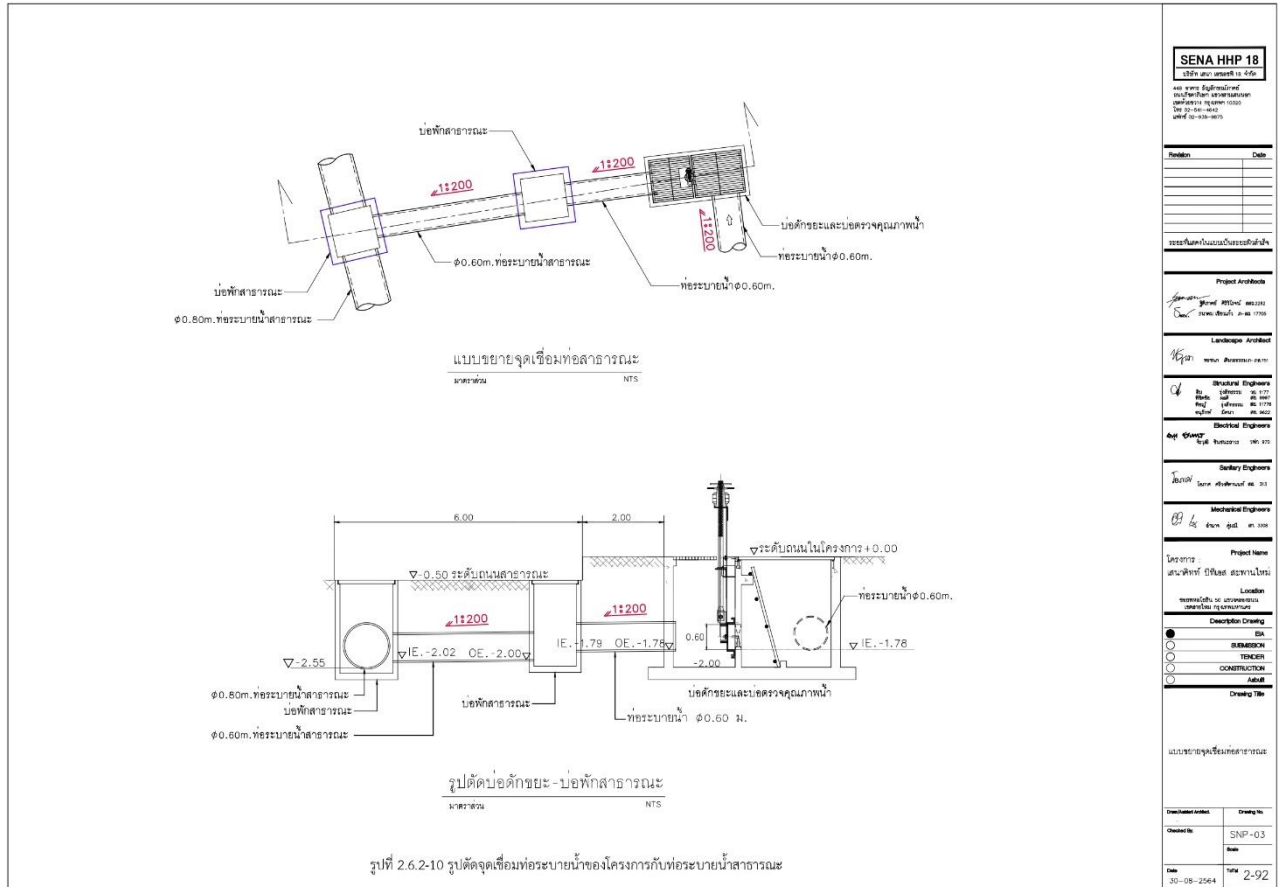 บ่อพักสาธารณะ
1:200
1:200
1:200
บ่อดักขยะและบ่อตรวจคุณภาพน้ำ
ท่อระบายน้ำφ0.60m.
φ0.60m.ท่อระบายน้ำสาธารณะ
ท่อระบายน้ำφ0.60m.
บ่อพักสาธารณะ
φ0.80m.ท่อระบายน้ำสาธารณะ
แบบขยายจุดเชื่อมท่อสาธารณะ
มาตราส่วน NTS
6.00 2.00
ระดับถนนในโครงการ+0.00
-0.50 ระดับถนนสาธารณะ
ท่อระบายน้ำφ0.60m.
1:200
1:200
0.60
IE.-2.02 OE.-2.00 IE.-1.79 OE.-1.78
IE.-1.78
-2.55
-2.00
φ0.80m.ท่อระบายน้ำสาธารณะ
บ่อพักสาธารณะ
φ0.60m.ท่อระบายน้ำสาธารณะ
บ่อพักสาธารณะ
บ่อดักขยะและบ่อตรวจคุณภาพน้ำ
ท่อระบายน้ำ φ0.60 ม.
รูปตัดบ่อดักขยะ-บ่อพักสาธารณะ
มาตราส่วน NTS
รูปที่ 2.6.2-10 รูปตัดจุดเชื่อมท่อระบายน้ำของโครงการกับท่อระบายน้ำสาธารณะ
SENA HHP 18
Revision Date
Project Architects
Landscape Architect
Structural Engineers
Electrical Engineers
Sanitary Engineers
Mechanical Engineers
Project Name
โครงการ :
เสนาคิทท์ บีทีเอส สะพานใหม่
Location
Description Drawing
EIA
SUBMISSION
TENDER
CONSTRUCTION
Asbuilt
Drawing Title
แบบขยายจุดเชื่อมท่อสาธารณะ
Drawing No.
Checked By.
SNP-03
Scale
Date
30-08-2564
Total 2-92